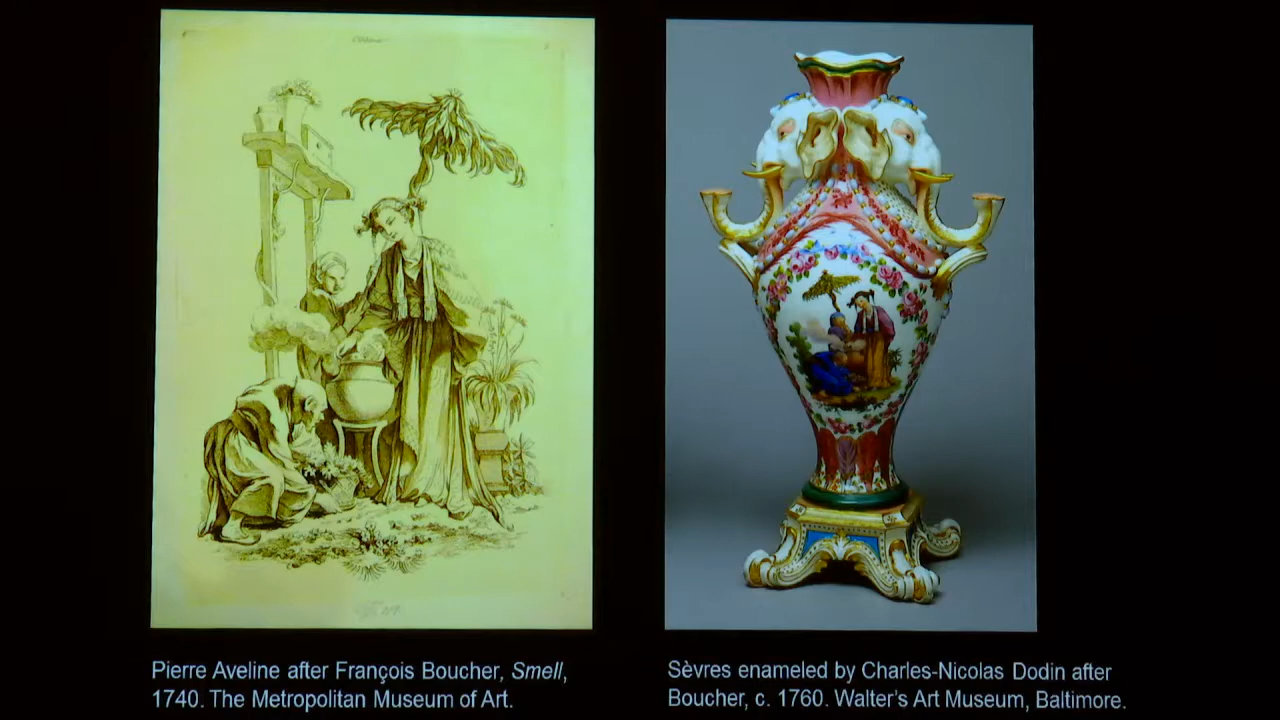 Pierre Aveline after François Boucher, Smell,
1740. The Metropolitan Museum of Art.
Sèvres enameled by Charles-Nicolas Dodin after
Boucher, c. 1760. Walter's Art Museum, Baltimore.